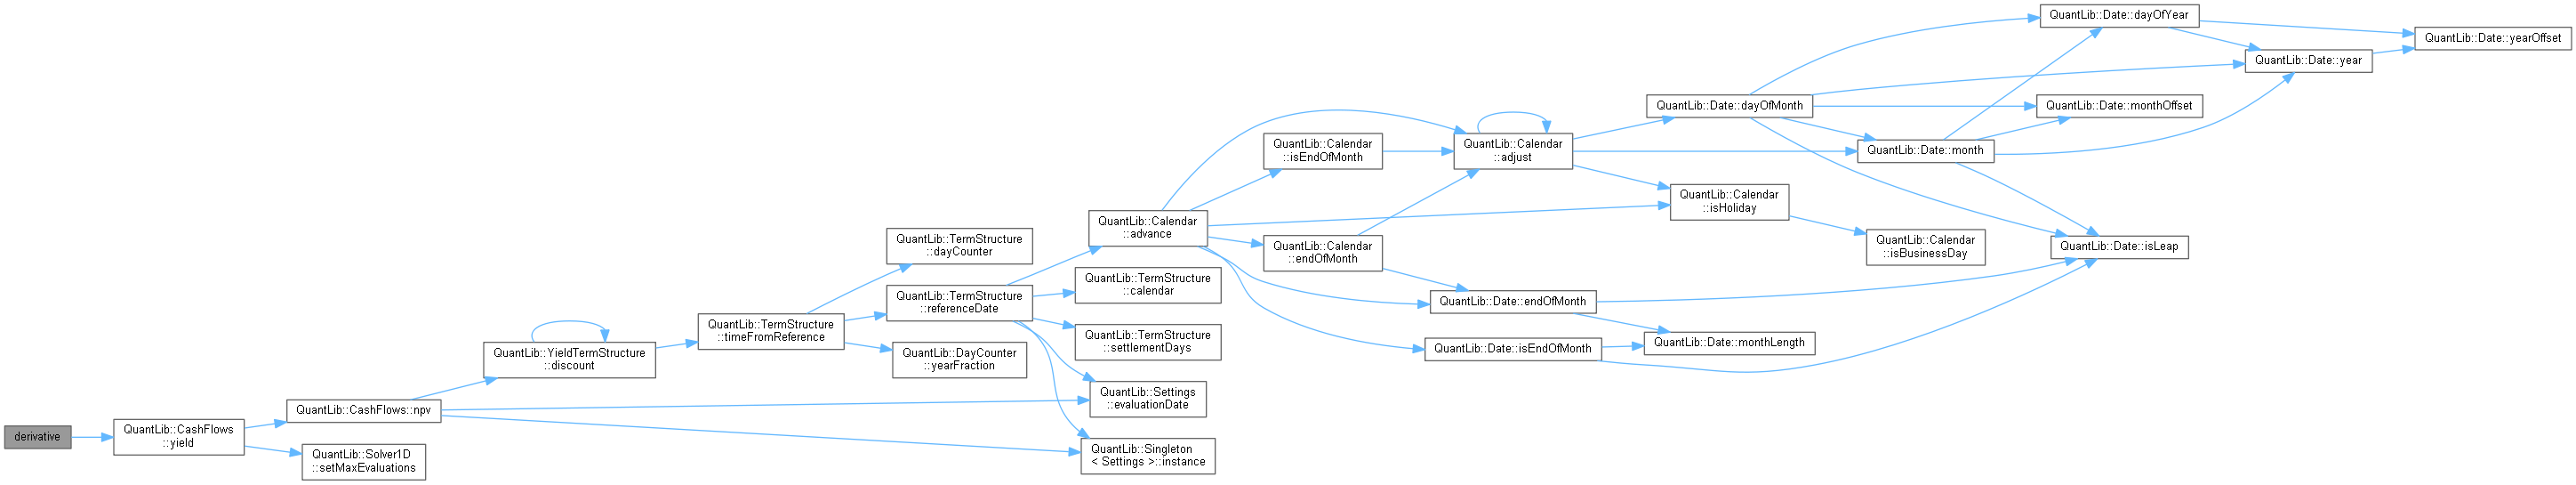 derivative
QuantLib::CashFlows
::yield
QuantLib::CashFlows::npv
QuantLib::Solver1D
::setMaxEvaluations
QuantLib::YieldTermStructure
::discount
QuantLib::TermStructure
::timeFromReference
QuantLib::TermStructure
::dayCounter
QuantLib::TermStructure
::referenceDate
QuantLib::DayCounter
::yearFraction
QuantLib::Calendar
::advance
QuantLib::TermStructure
::calendar
QuantLib::TermStructure
::settlementDays
QuantLib::Settings
::evaluationDate
QuantLib::Singleton
< Settings >::instance
QuantLib::Calendar
::isEndOfMonth
QuantLib::Calendar
::endOfMonth
QuantLib::Calendar
::adjust
QuantLib::Date::endOfMonth
QuantLib::Date::isEndOfMonth
QuantLib::Date::dayOfMonth
QuantLib::Calendar
::isHoliday
QuantLib::Date::monthLength
QuantLib::Date::month
QuantLib::Calendar
::isBusinessDay
QuantLib::Date::dayOfYear
QuantLib::Date::monthOffset
QuantLib::Date::isLeap
QuantLib::Date::year
QuantLib::Date::yearOffset